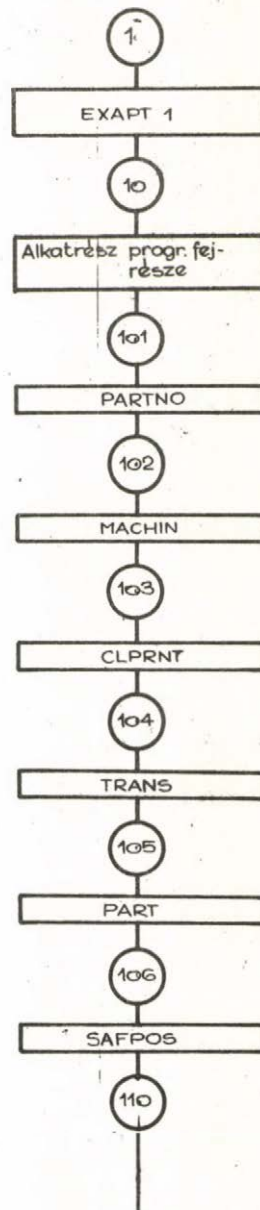 1
EXAPT 1
10
Alkatrész progr. fej-
része
101
PARTNO
102
MACHIN
103
CLPRNT
104
TRANS
105
PART
106
SAFPOS
110